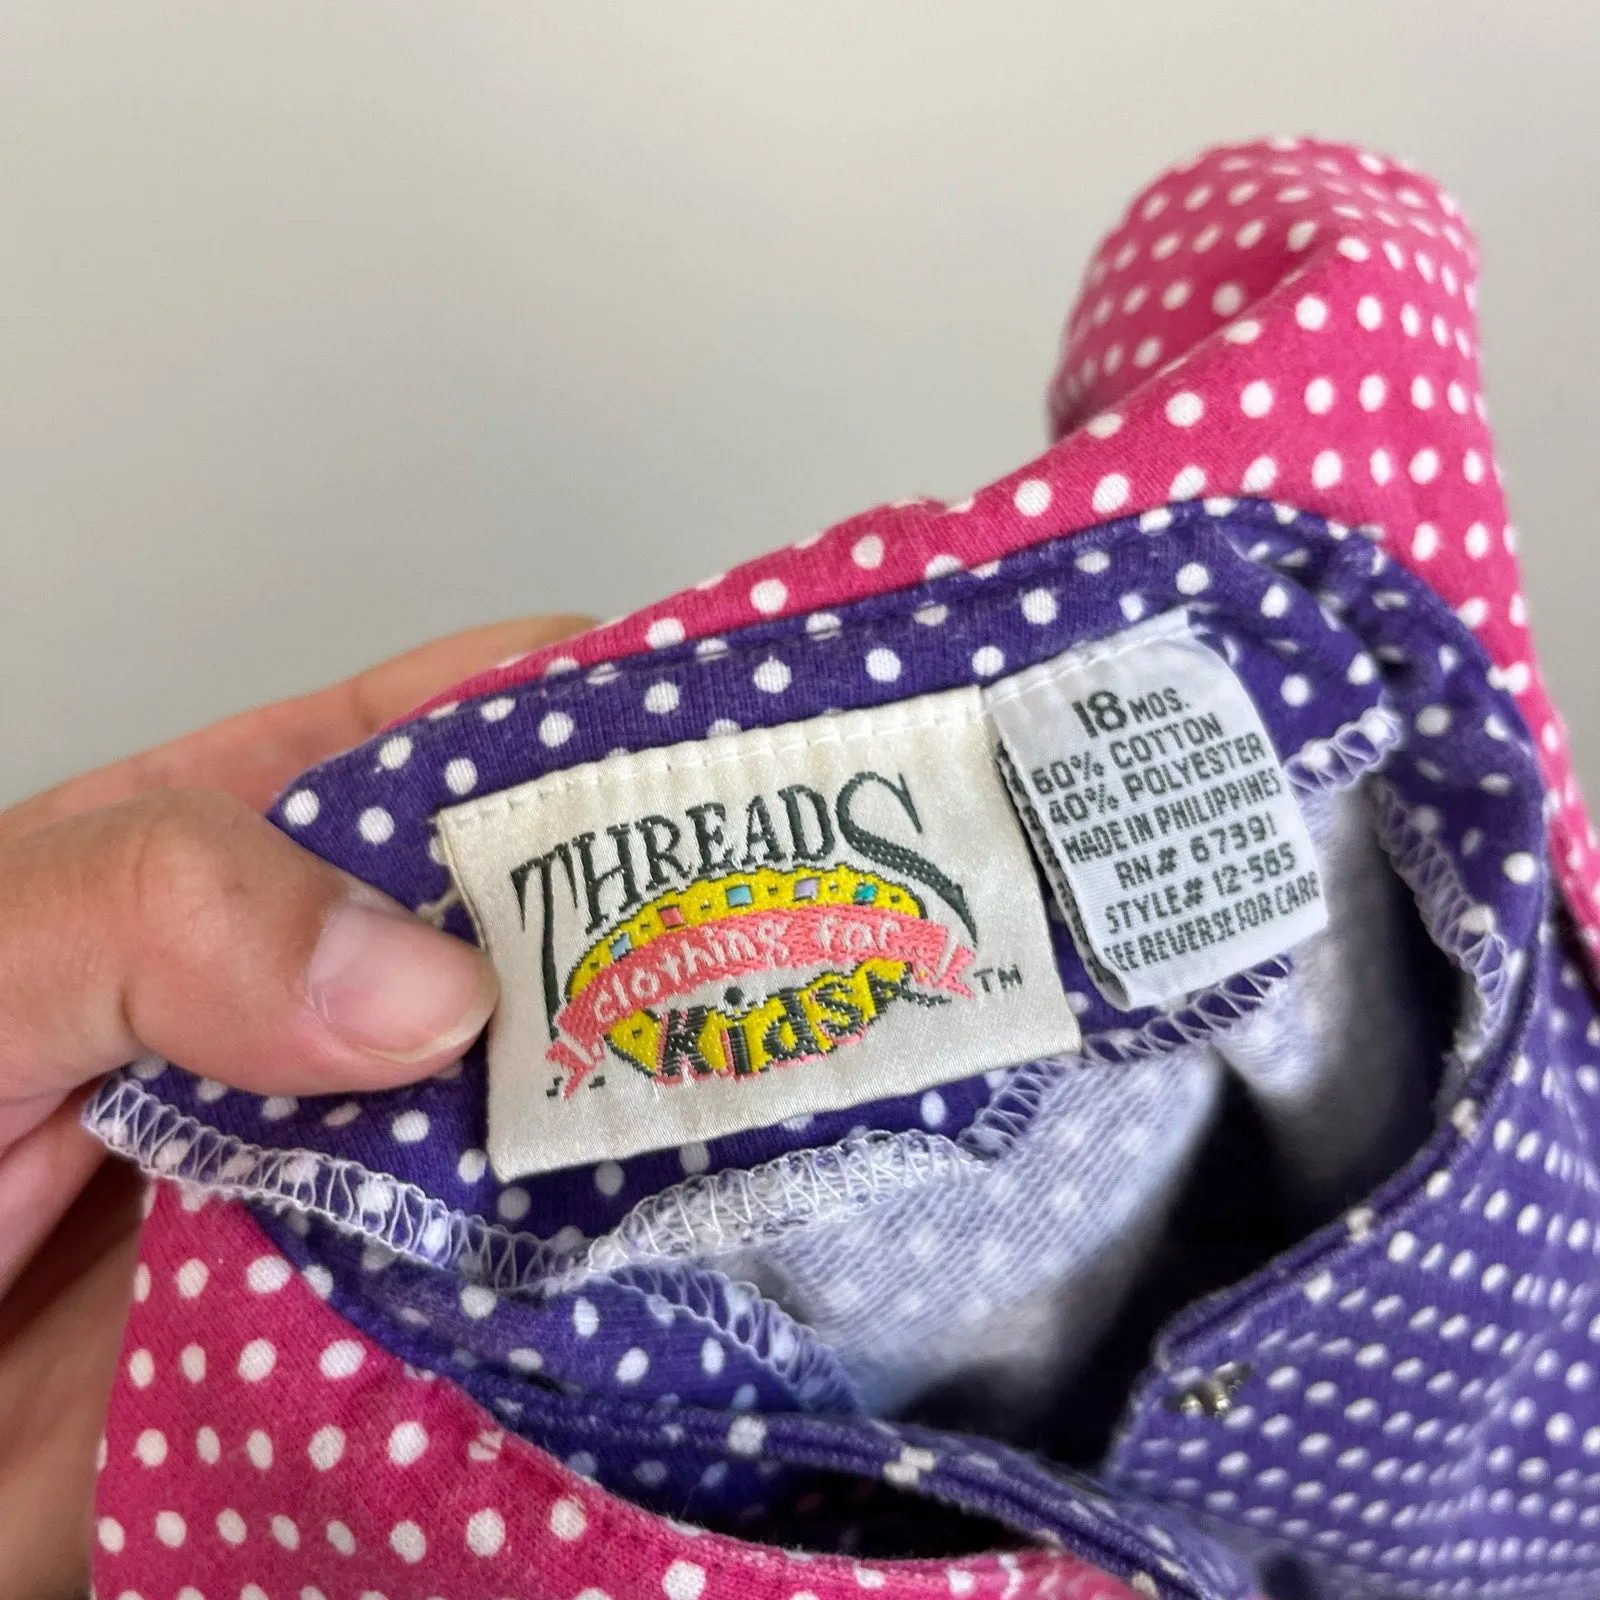 THREADS
clothing for
Kids
TM
18 MOS.
60% COTTON
40% POLYESTER
MADE IN PHILIPPINES
RN# 67391
STYLE# 12-585
SEE REVERSE FOR CARE